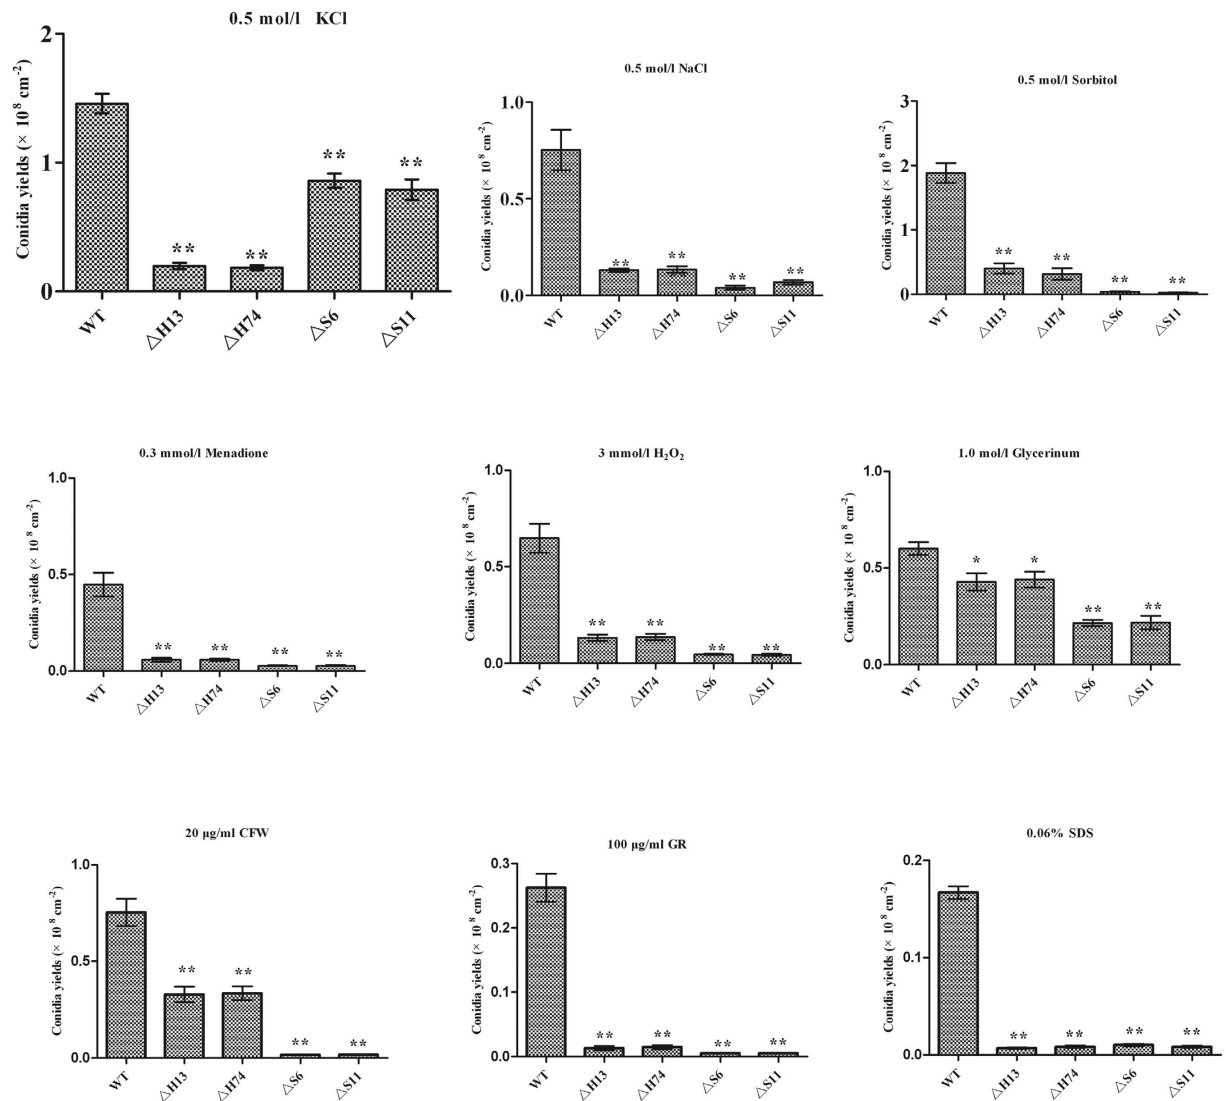 0.5 mol/l KCl
Conidia yields (× 10⁸ cm⁻²)
2
1
0
** ** ** **
WT △H13 △H74 △S6 △S11
0.5 mol/l NaCl
Conidia yields (× 10⁸ cm⁻²)
1.0
0.5
0.0
** ** ** **
WT △H13 △H74 △S6 △S11
0.5 mol/l Sorbitol
Conidia yields (× 10⁸ cm⁻²)
3
2
1
0
** ** ** **
WT △H13 △H74 △S6 △S11
0.3 mmol/l Menadione
Conidia yields (× 10⁸ cm⁻²)
1.0
0.5
0.0
** ** ** **
WT △H13 △H74 △S6 △S11
3 mmol/l H₂O₂
Conidia yields (× 10⁸ cm⁻²)
1.0
0.5
0.0
** ** ** **
WT △H13 △H74 △S6 △S11
1.0 mol/l Glycerinum
Conidia yields (× 10⁸ cm⁻²)
1.0
0.5
0.0
* * ** **
WT △H13 △H74 △S6 △S11
20 μg/ml CFW
Conidia yields (× 10⁸ cm⁻²)
1.0
0.5
0.0
** ** ** **
WT △H13 △H74 △S6 △S11
100 μg/ml GR
Conidia yields (× 10⁸ cm⁻²)
0.3
0.2
0.1
0.0
** ** ** **
WT △H13 △H74 △S6 △S11
0.06% SDS
Conidia yields (× 10⁸ cm⁻²)
0.2
0.1
0.0
** ** ** **
WT △H13 △H74 △S6 △S11